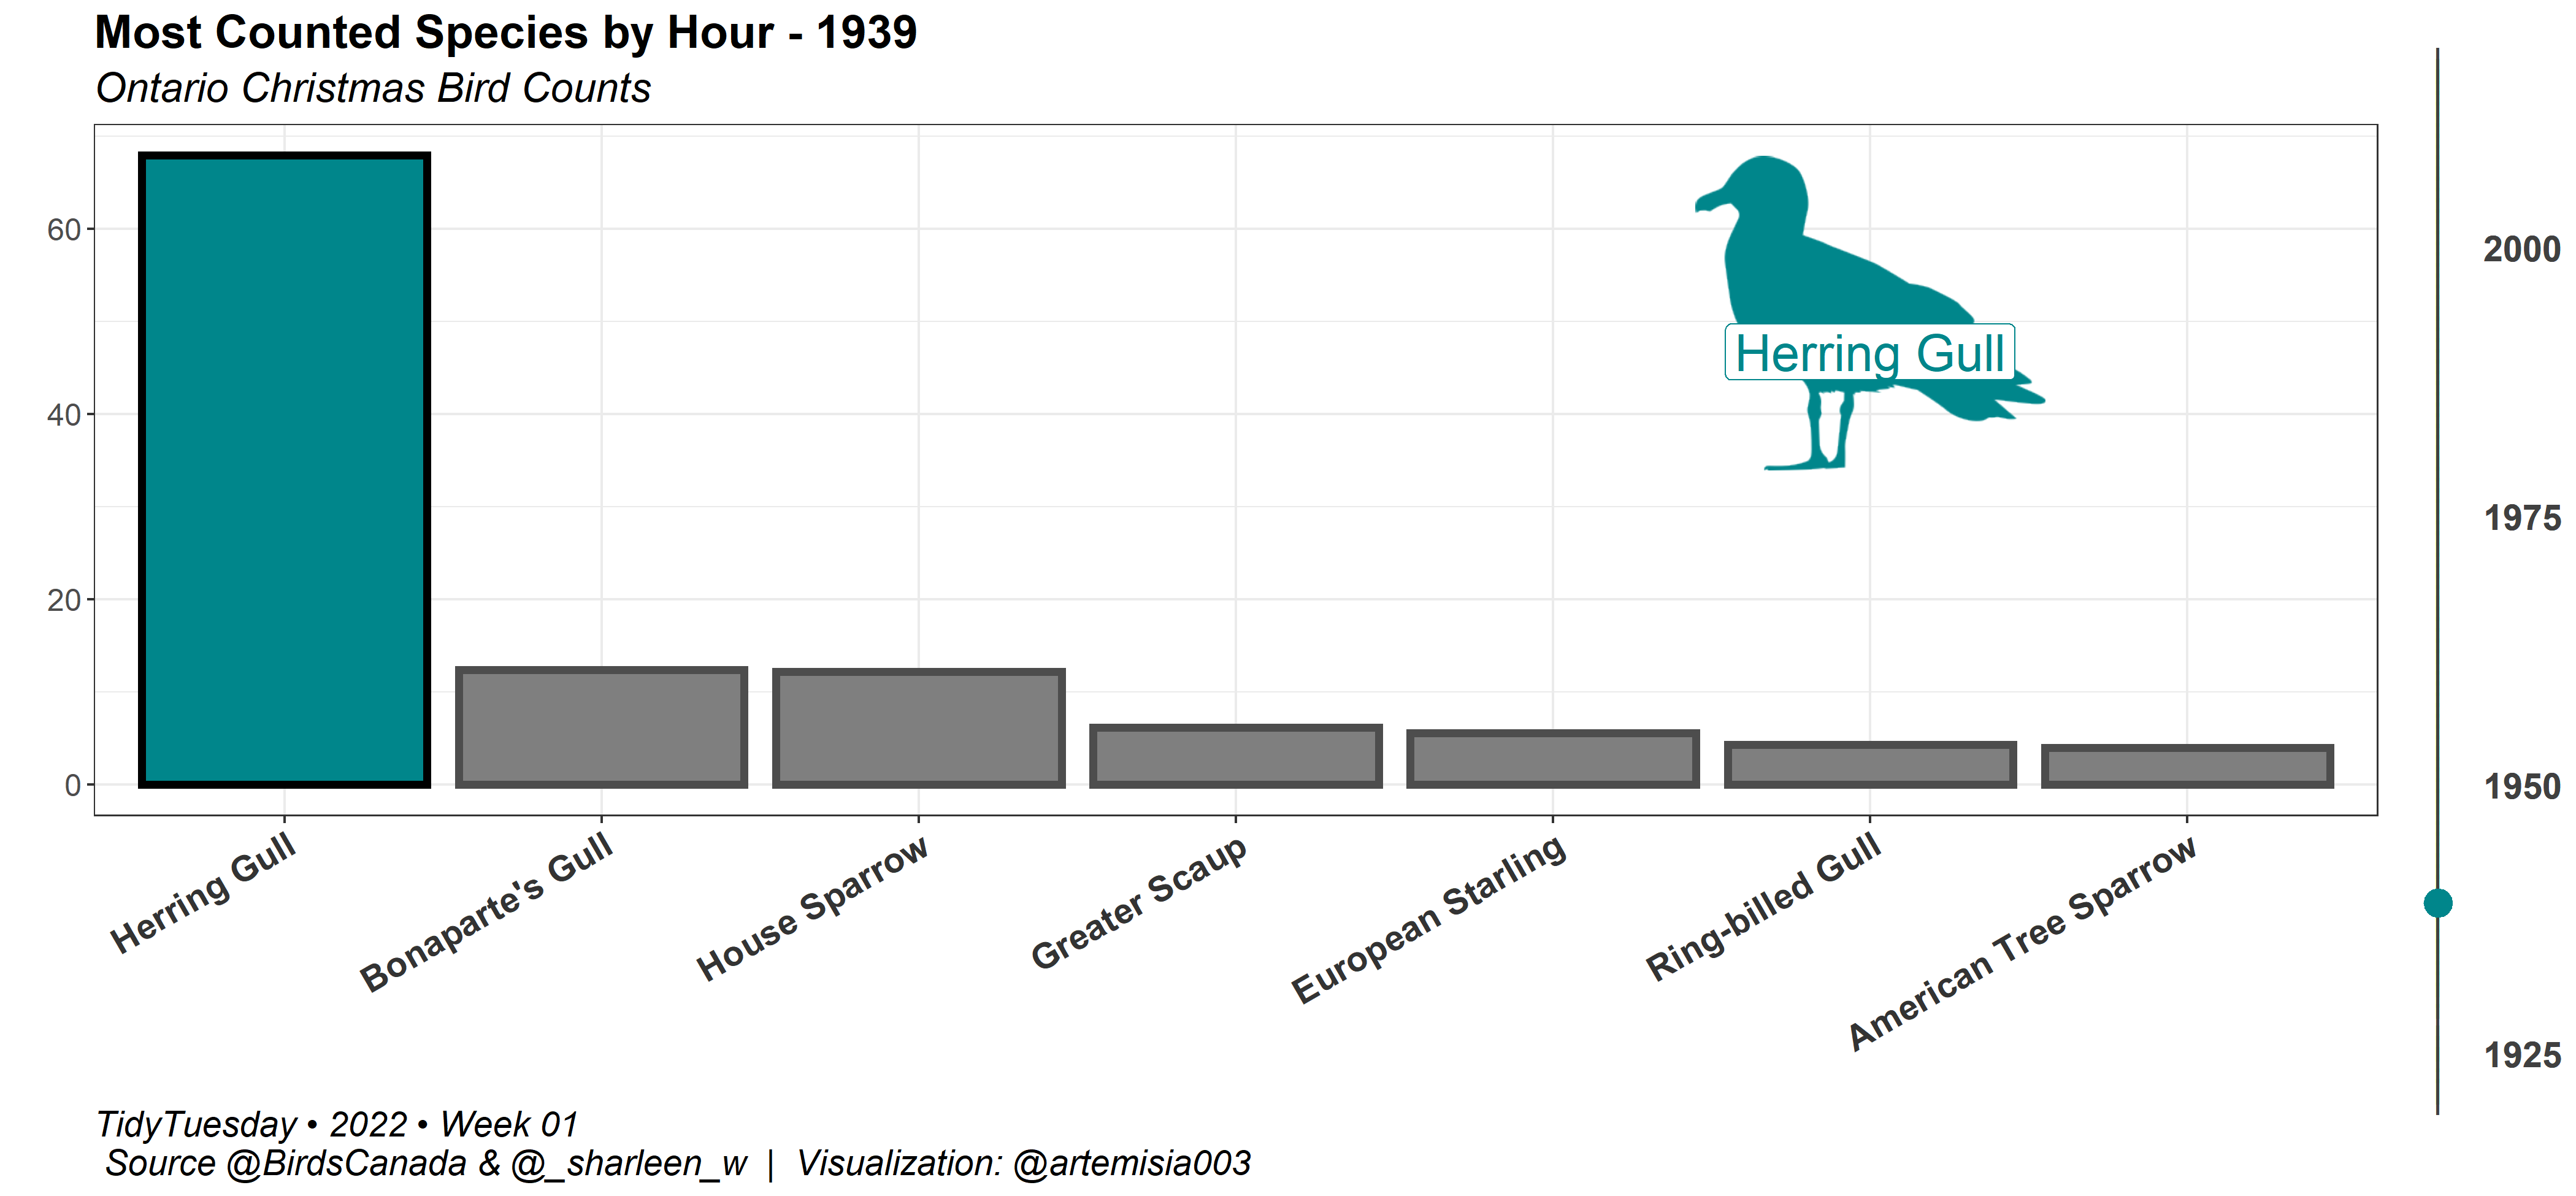 Most Counted Species by Hour - 1939
Ontario Christmas Bird Counts
60
40
20
0
Herring Gull
2000
1975
1950
1925
Herring Gull
Bonaparte's Gull
House Sparrow
Greater Scaup
European Starling
Ring-billed Gull
American Tree Sparrow
TidyTuesday • 2022 • Week 01
Source @BirdsCanada & @_sharleen_w | Visualization: @artemisia003